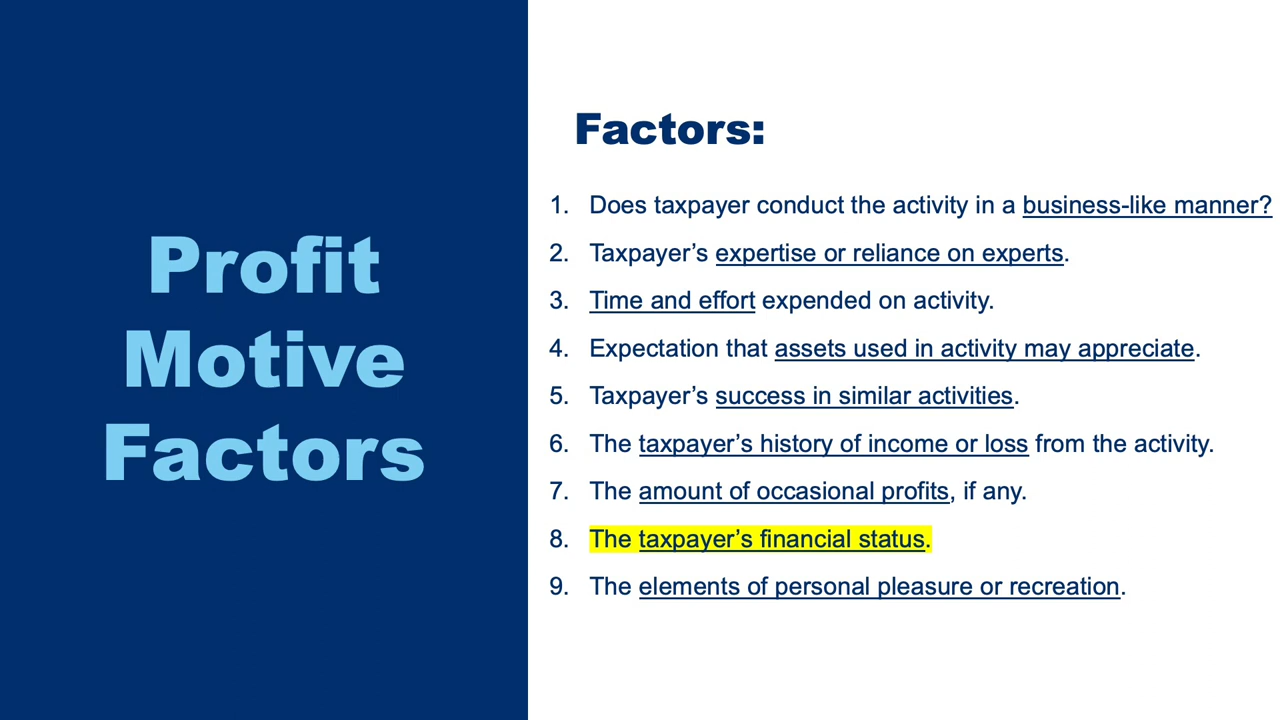 Profit
Motive
Factors
Factors:
1. Does taxpayer conduct the activity in a business-like manner?
2. Taxpayer’s expertise or reliance on experts.
3. Time and effort expended on activity.
4. Expectation that assets used in activity may appreciate.
5. Taxpayer’s success in similar activities.
6. The taxpayer’s history of income or loss from the activity.
7. The amount of occasional profits, if any.
8. The taxpayer’s financial status.
9. The elements of personal pleasure or recreation.